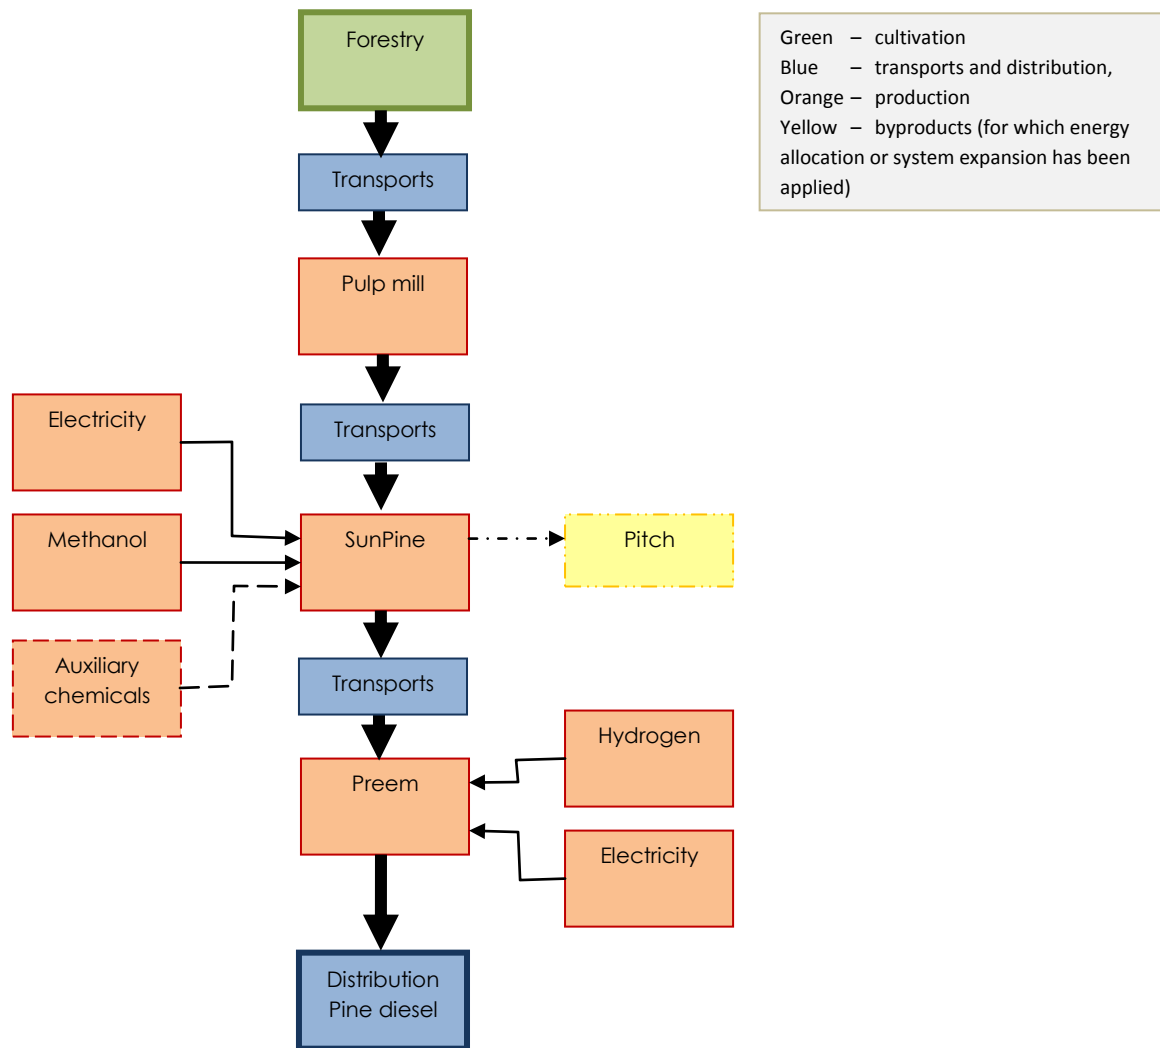 Forestry
Green – cultivation
Blue – transports and distribution,
Orange – production
Yellow – byproducts (for which energy
allocation or system expansion has been
applied)
Transports
Pulp mill
Electricity
Transports
Methanol
SunPine
Pitch
Auxiliary
chemicals
Transports
Hydrogen
Preem
Electricity
Distribution
Pine diesel